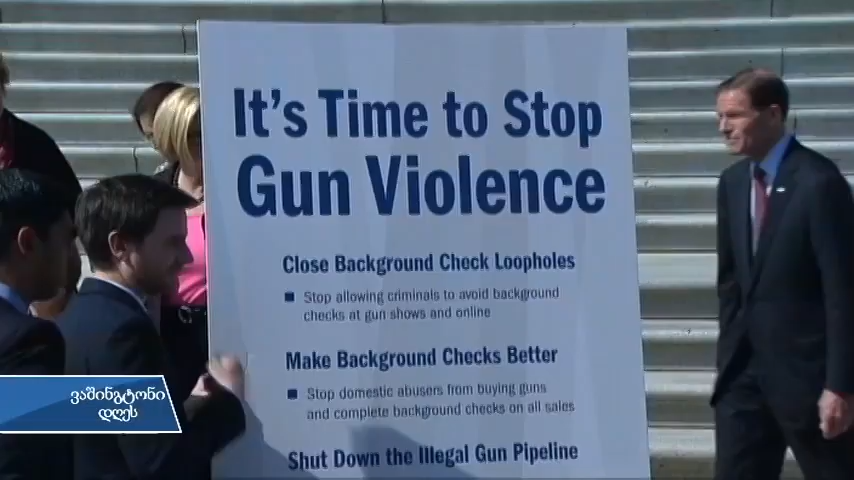 It's Time to Stop
Gun Violence
Close Background Check Loopholes
■ Stop allowing criminals to avoid background
checks at gun shows and online
Make Background Checks Better
■ Stop domestic abusers from buying guns
and complete background checks on all sales
Shut Down the Illegal Gun Pipeline
ვაშინგტონი
დღეს